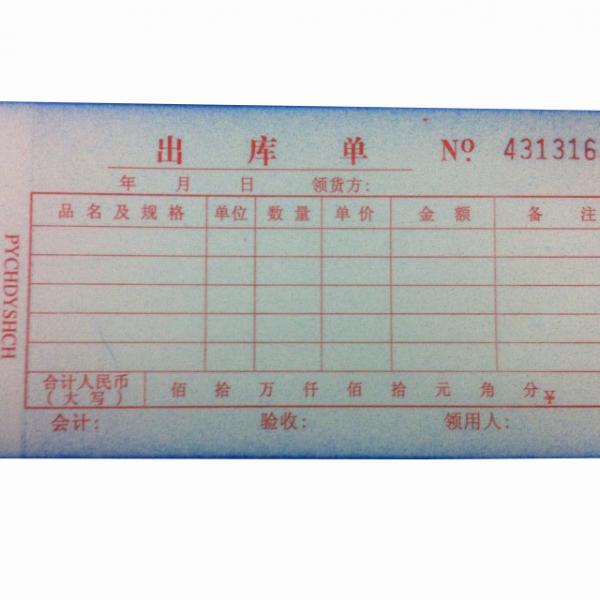 出库单 Nº 431316
年 月 日 领货方:
品名及规格 单位 数量 单价 金额 备注
合计人民币
(大写)
佰 拾 万 仟 佰 拾 元 角 分 ¥
会计: 验收: 领用人:
PYCHDYSHCH